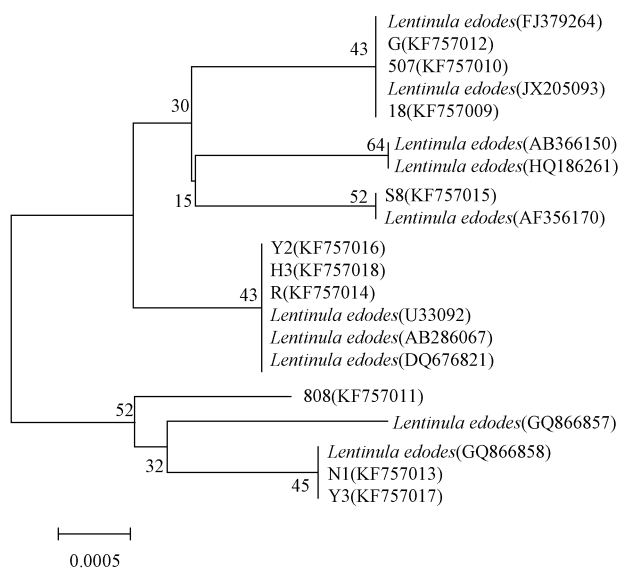 Lentinula edodes(FJ379264)
43
G(KF757012)
507(KF757010)
Lentinula edodes(JX205093)
18(KF757009)
30
64
Lentinula edodes(AB366150)
Lentinula edodes(HQ186261)
15
52
S8(KF757015)
Lentinula edodes(AF356170)
Y2(KF757016)
H3(KF757018)
43
R(KF757014)
Lentinula edodes(U33092)
Lentinula edodes(AB286067)
Lentinula edodes(DQ676821)
52
808(KF757011)
Lentinula edodes(GQ866857)
32
Lentinula edodes(GQ866858)
45
N1(KF757013)
Y3(KF757017)
0.0005